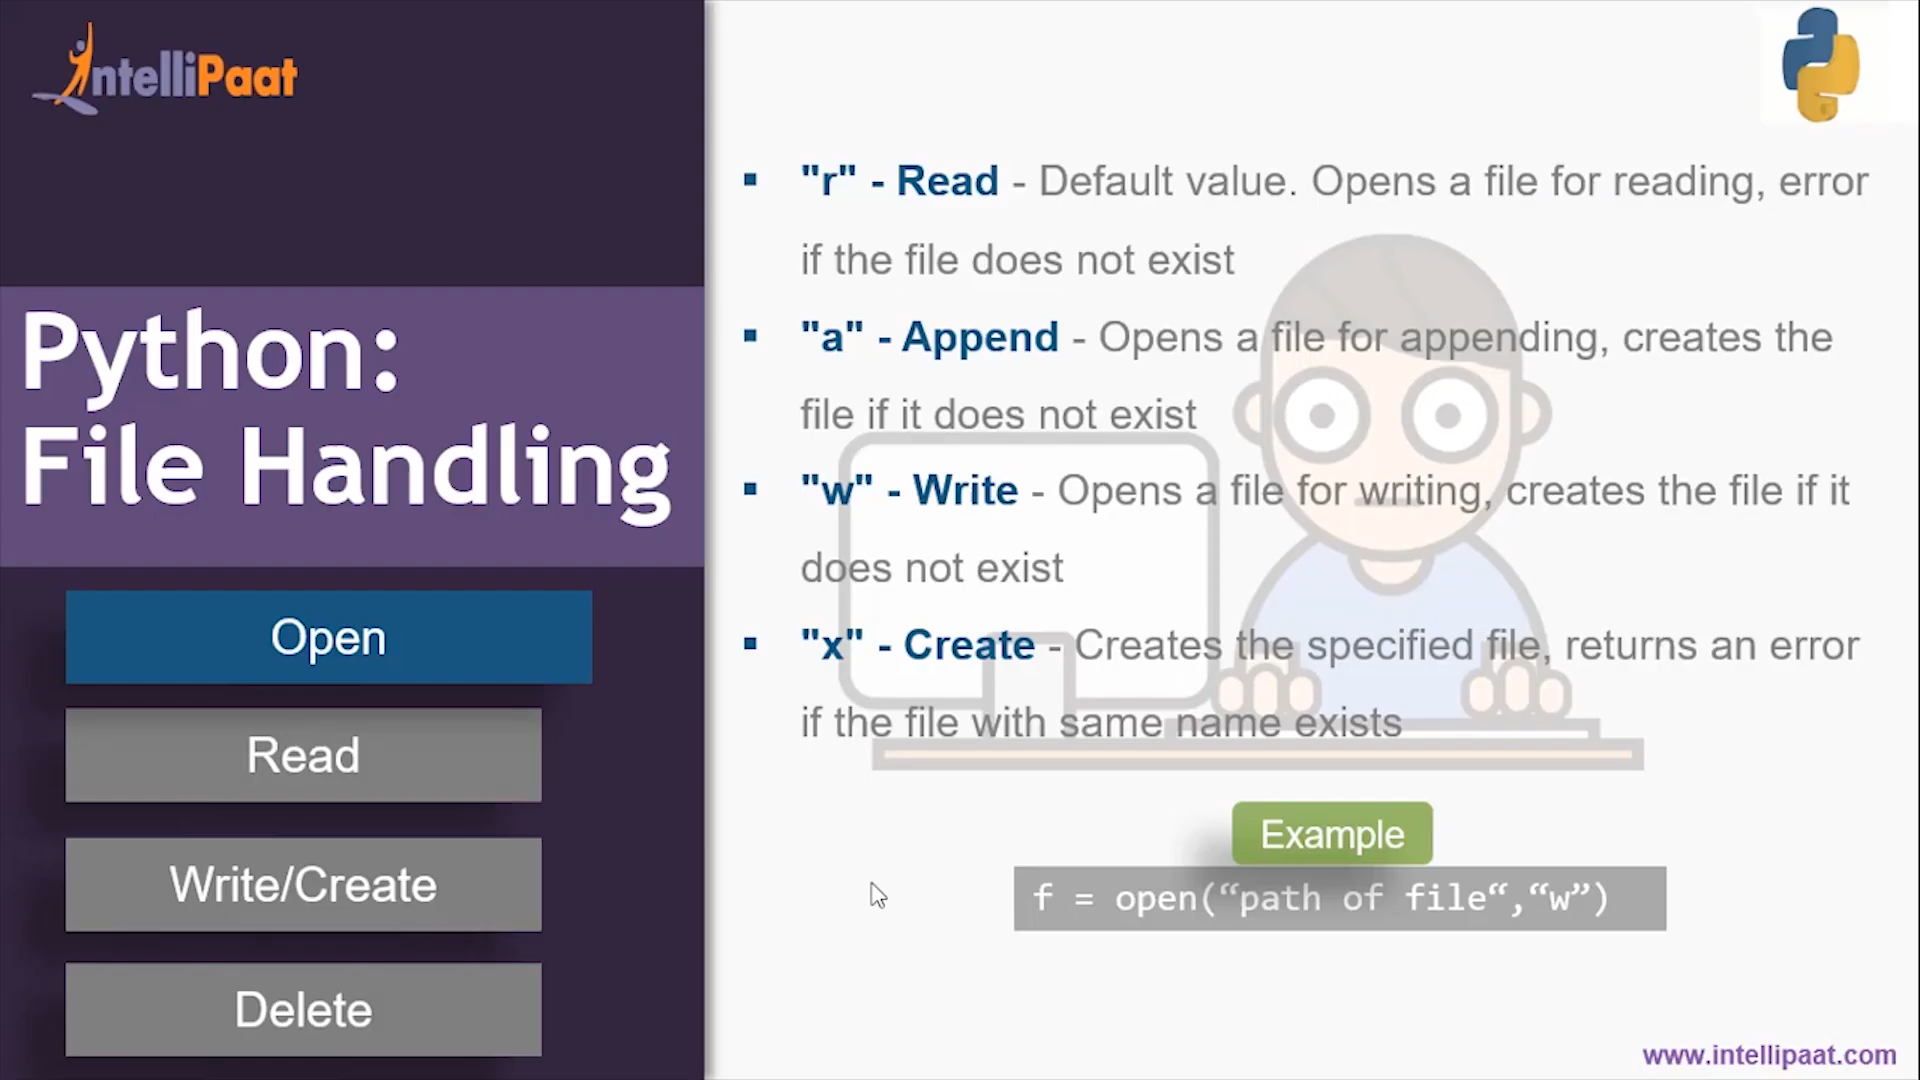 IntelliPaat
Python:
File Handling
Open
Read
Write/Create
Delete
"r" - Read - Default value. Opens a file for reading, error
if the file does not exist
"a" - Append - Opens a file for appending, creates the
file if it does not exist
"w" - Write - Opens a file for writing, creates the file if it
does not exist
"x" - Create - Creates the specified file, returns an error
if the file with same name exists
Example
f = open(“path of file“,“w”)
www.intellipaat.com